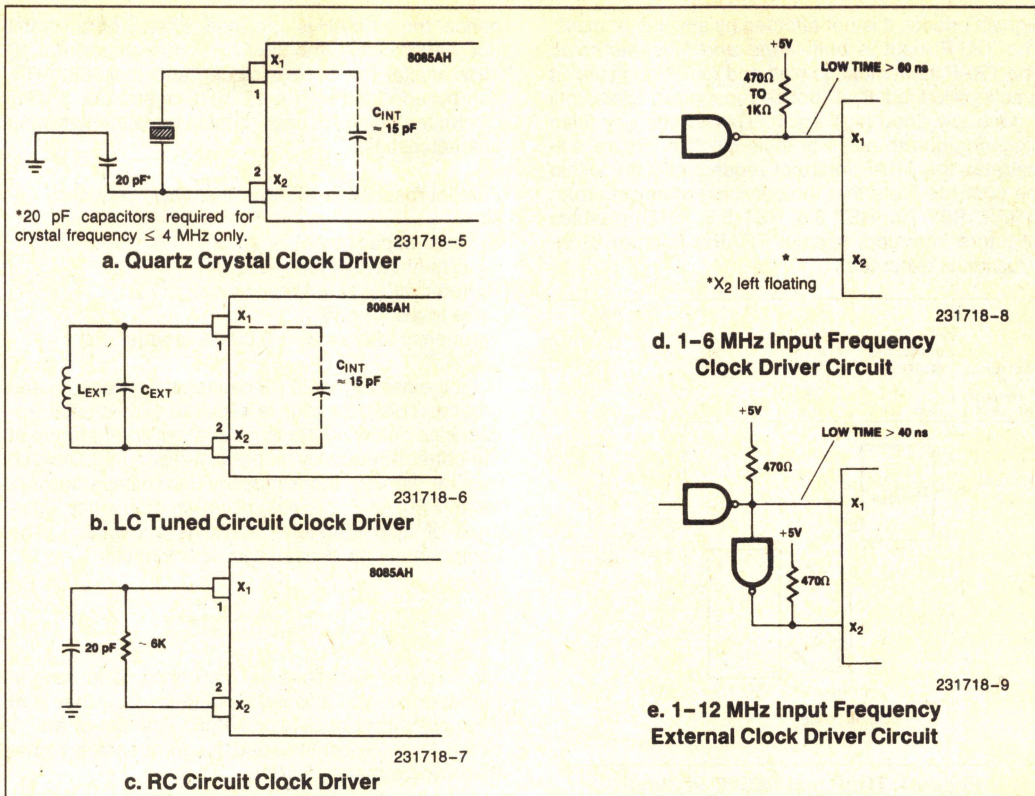 8085AH
X1
1
CINT
≈ 15 pF
2
X2
20 pF*
*20 pF capacitors required for
crystal frequency ≤ 4 MHz only.
231718–5
a. Quartz Crystal Clock Driver
8085AH
X1
1
LEXT
CEXT
CINT
≈ 15 pF
2
X2
231718–6
b. LC Tuned Circuit Clock Driver
8085AH
X1
1
20 pF
~ 6K
2
X2
231718–7
c. RC Circuit Clock Driver
+5V
LOW TIME > 60 ns
470Ω
TO
1KΩ
X1
*
X2
*X2 left floating
231718–8
d. 1–6 MHz Input Frequency
Clock Driver Circuit
+5V
LOW TIME > 40 ns
470Ω
X1
+5V
470Ω
X2
231718–9
e. 1–12 MHz Input Frequency
External Clock Driver Circuit